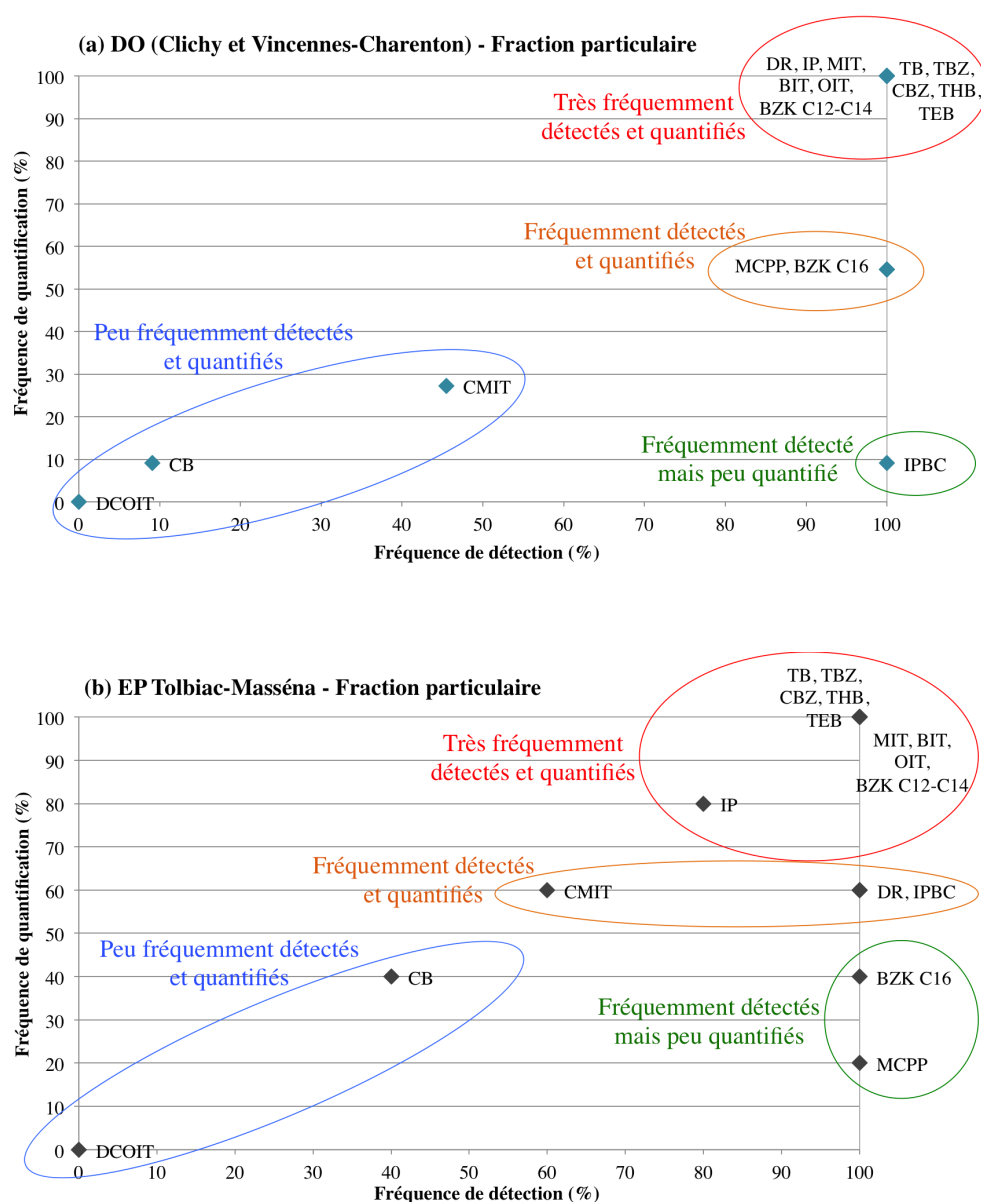 (a) DO (Clichy et Vincennes-Charenton) - Fraction particulaire
Fréquence de quantification (%)
100
90
80
70
60
50
40
30
20
10
0
DR, IP, MIT,
BIT, OIT,
BZK C12-C14
TB, TBZ,
CBZ, THB,
TEB
Très fréquemment
détectés et quantifiés
Fréquemment détectés
et quantifiés
MCPP, BZK C16
Peu fréquemment détectés
et quantifiés
CMIT
CB
DCOIT
Fréquemment détecté
mais peu quantifié
IPBC
0 10 20 30 40 50 60 70 80 90 100
Fréquence de détection (%)
(b) EP Tolbiac-Masséna - Fraction particulaire
Fréquence de quantification (%)
100
90
80
70
60
50
40
30
20
10
0
TB, TBZ,
CBZ, THB,
TEB
MIT, BIT,
OIT,
BZK C12-C14
Très fréquemment
détectés et quantifiés
IP
Fréquemment détectés
et quantifiés
CMIT
DR, IPBC
Peu fréquemment détectés
et quantifiés
CB
BZK C16
Fréquemment détectés
mais peu quantifiés
MCPP
DCOIT
0 10 20 30 40 50 60 70 80 90 100
Fréquence de détection (%)